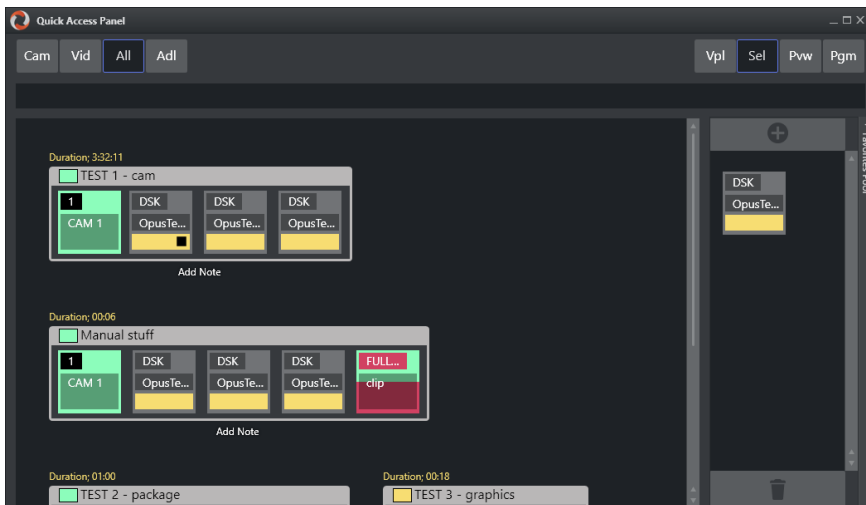 Quick Access Panel
Cam Vid All Adl Vpl Sel Pvw Pgm
Duration; 3:32:11
TEST 1 - cam
1 DSK DSK DSK
CAM 1 OpusTe... OpusTe... OpusTe...
Add Note
DSK
OpusTe...
Duration; 00:06
Manual stuff
1 DSK DSK DSK FULL...
CAM 1 OpusTe... OpusTe... OpusTe... clip
Add Note
Duration; 01:00 Duration; 00:18
TEST 2 - package TEST 3 - graphics